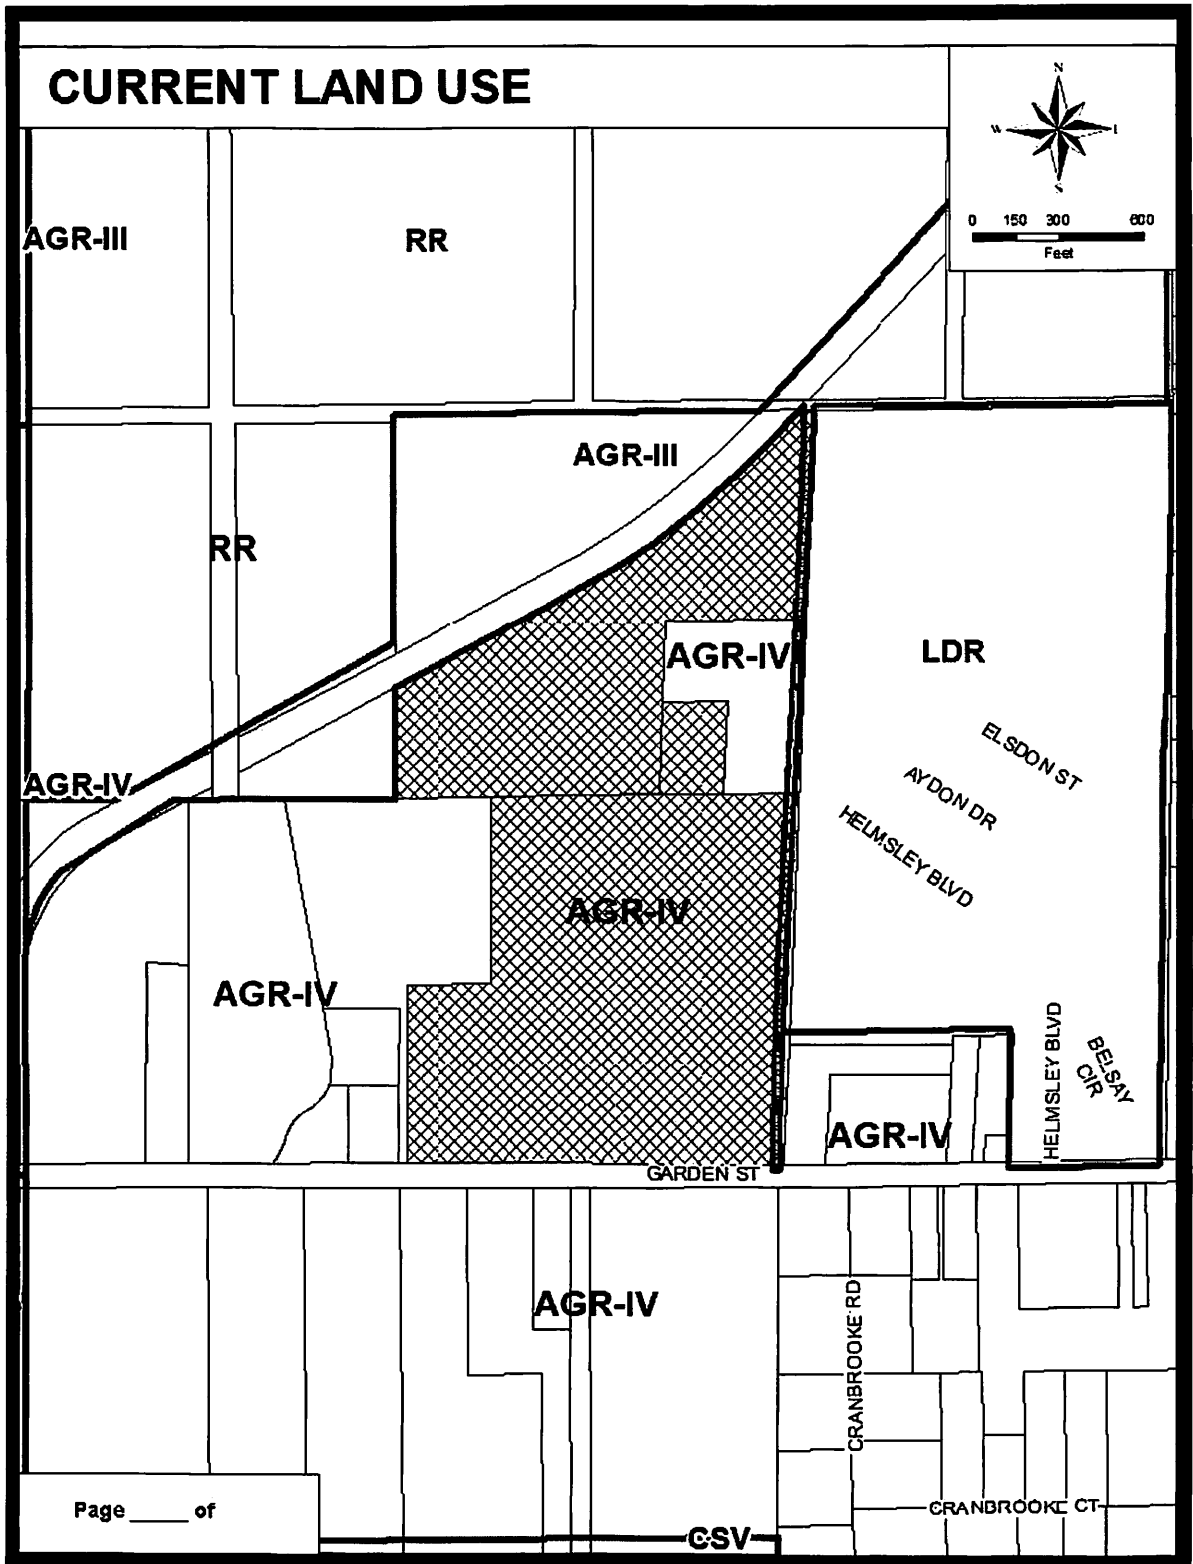 CURRENT LAND USE
N
W
S
0 150 300 600
Feet
AGR-III
RR
AGR-III
RR
AGR-IV
LDR
ELSDON ST
AYDON DR
HELMSLEY BLVD
AGR-IV
AGR-IV
AGR-IV
HELMSLEY BLVD
BELSAY
CIR
AGR-IV
GARDEN ST
AGR-IV
CRANBROOKE RD
CRANBROOKE CT
Page _____ of
CSV